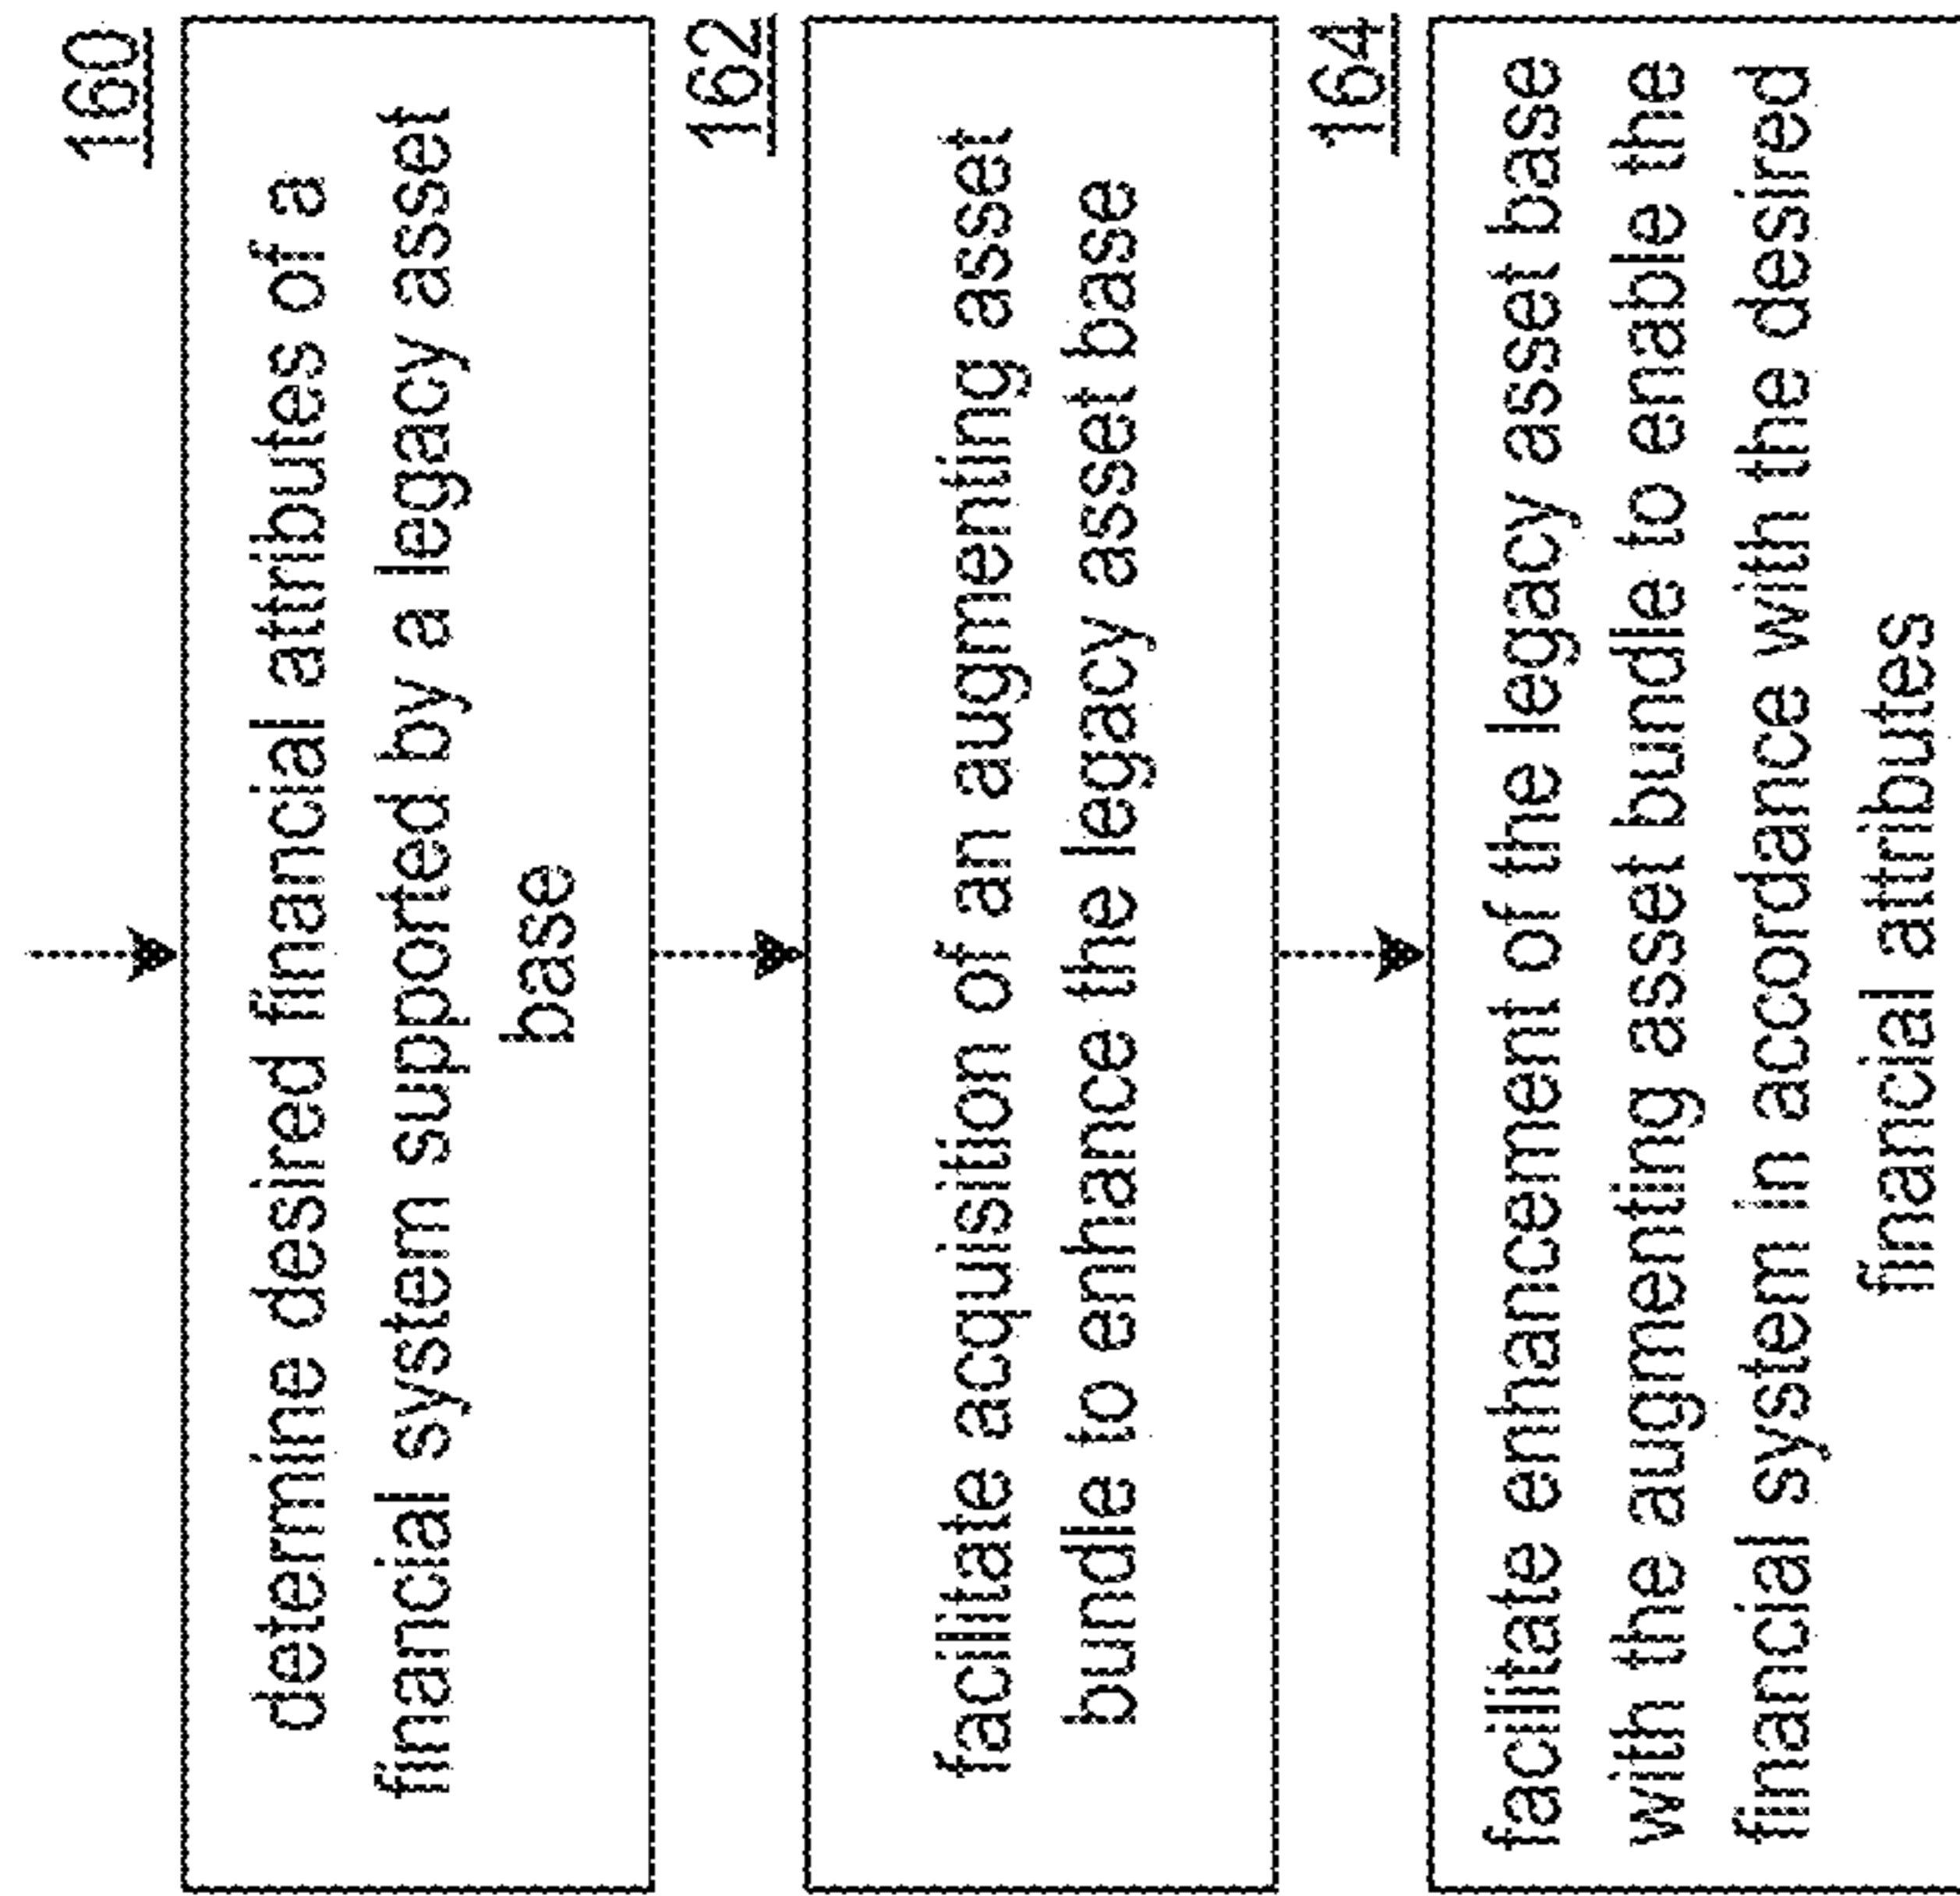 160
determine desired financial attributes of a
financial system supported by a legacy asset
base
162
facilitate acquisition of an augmenting asset
bundle to enhance the legacy asset base
164
facilitate enhancement of the legacy asset base
with the augmenting asset bundle to enable the
financial system in accordance with the desired
financial attributes